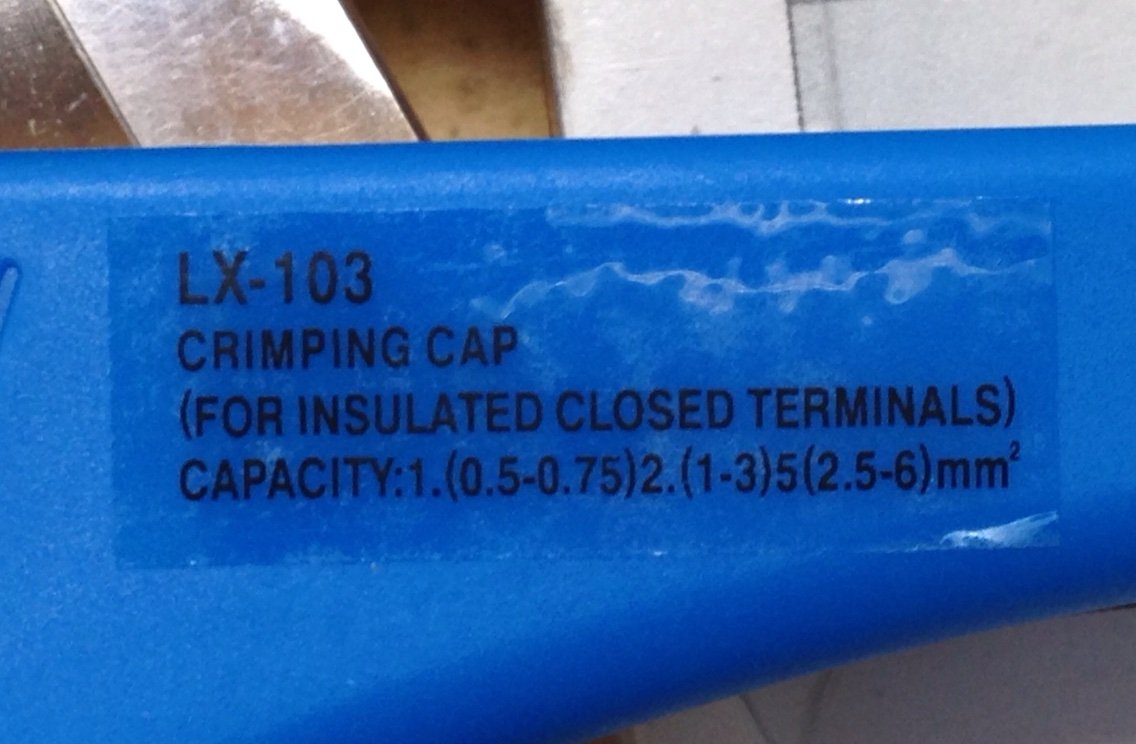 LX-103
CRIMPING CAP
(FOR INSULATED CLOSED TERMINALS)
CAPACITY:1.(0.5-0.75)2.(1-3)5(2.5-6)mm²